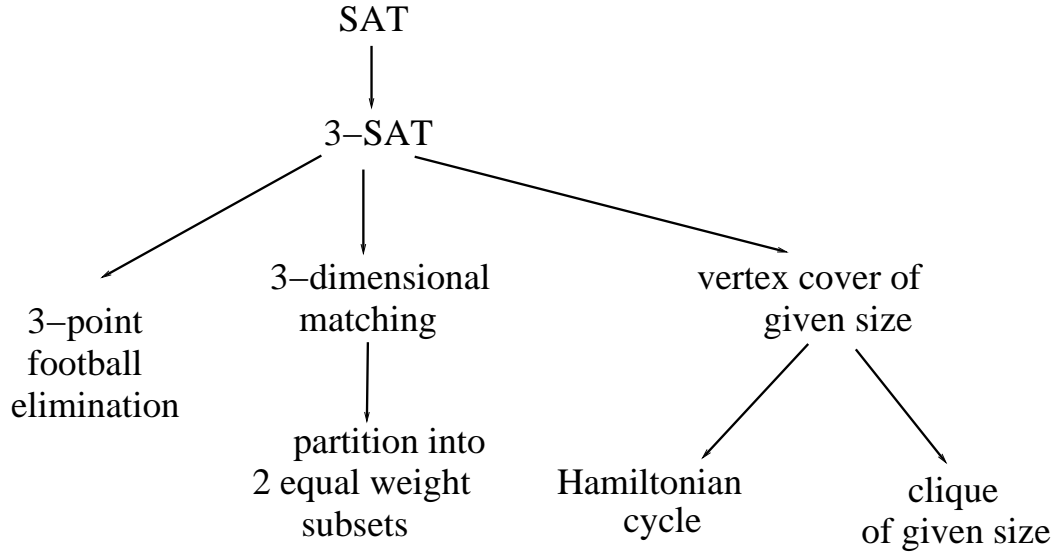 SAT
3−SAT
3−point
football
elimination
3−dimensional
matching
vertex cover of
given size
partition into
2 equal weight
subsets
Hamiltonian
cycle
clique
of given size